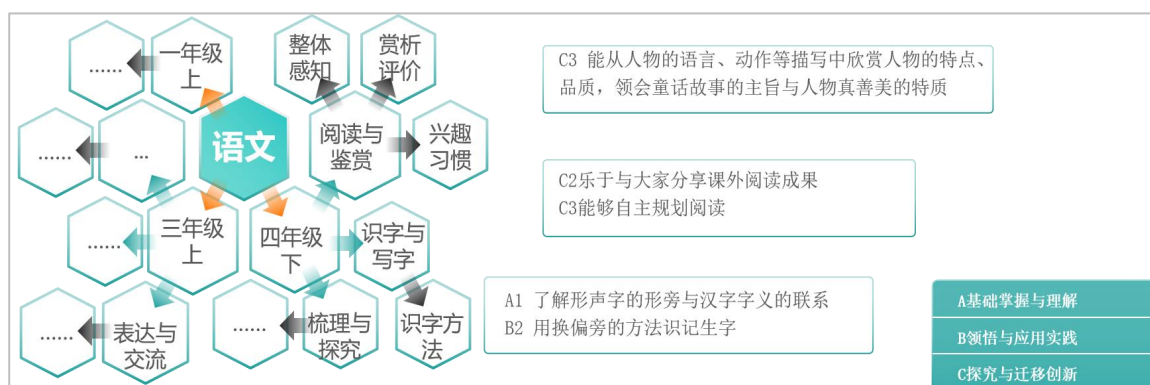 一年级
上
......
整体
感知
赏析
评价
......
...
语文
阅读与
鉴赏
兴趣
习惯
......
三年级
上
四年级
下
识字与
写字
......
表达与
交流
......
梳理与
探究
识字方
法
C3 能从人物的语言、动作等描写中欣赏人物的特点、
品质，领会童话故事的主旨与人物真善美的特质
C2乐于与大家分享课外阅读成果
C3能够自主规划阅读
A1 了解形声字的形旁与汉字字义的联系
B2 用换偏旁的方法识记生字
A基础掌握与理解
B领悟与应用实践
C探究与迁移创新